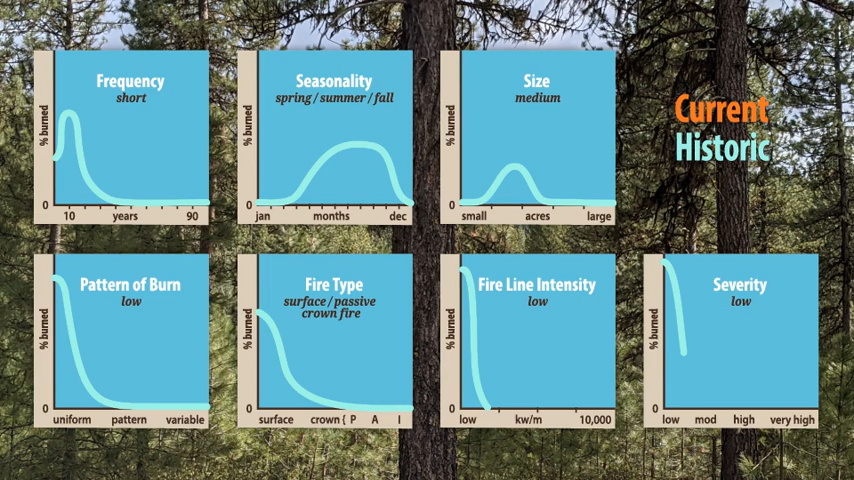 Frequency
short
% burned
0
10 years 90
Seasonality
spring / summer / fall
% burned
0
jan months dec
Size
medium
% burned
0
small acres large
Current
Historic
Pattern of Burn
low
% burned
0
uniform pattern variable
Fire Type
surface / passive
crown fire
% burned
0
surface crown { P A I
Fire Line Intensity
low
% burned
0
low kw/m 10,000
Severity
low
% burned
0
low mod high very high